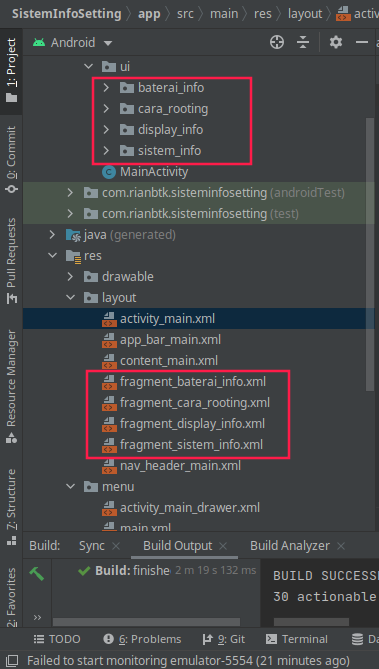 SistemInfoSetting app src main res layout activ
1: Project
Android
ui
baterai_info
cara_rooting
display_info
sistem_info
MainActivity
com.rianbtk.sisteminfosetting (androidTest)
com.rianbtk.sisteminfosetting (test)
java (generated)
res
drawable
layout
activity_main.xml
app_bar_main.xml
content_main.xml
fragment_baterai_info.xml
fragment_cara_rooting.xml
fragment_display_info.xml
fragment_sistem_info.xml
nav_header_main.xml
menu
activity_main_drawer.xml
main.xml
0: Commit
Pull Requests
Resource Manager
Z: Structure
2: Favorites
Build: Sync Build Output Build Analyzer
Build: finishe 2 m 19 s 132 ms
BUILD SUCCESSF
30 actionable
TODO 6: Problems 9: Git Terminal Da
Failed to start monitoring emulator-5554 (21 minutes ago)